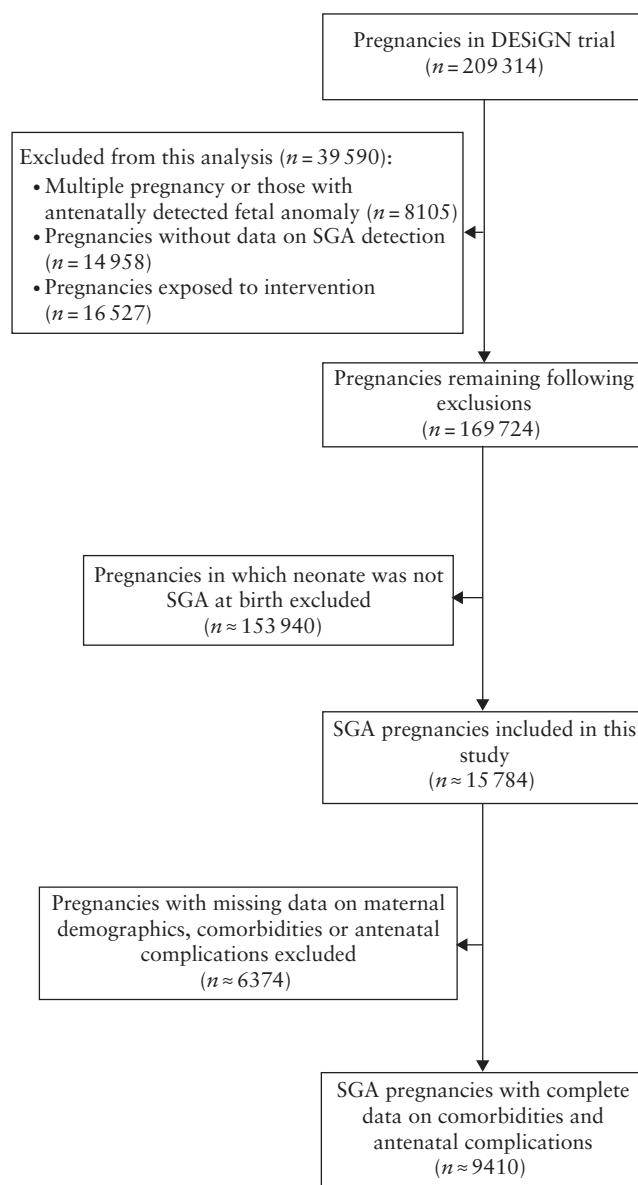 Pregnancies in DESiGN trial
(n = 209 314)
Excluded from this analysis (n = 39 590):
• Multiple pregnancy or those with
antenatally detected fetal anomaly (n = 8105)
• Pregnancies without data on SGA detection
(n = 14 958)
• Pregnancies exposed to intervention
(n = 16 527)
Pregnancies remaining following
exclusions
(n = 169 724)
Pregnancies in which neonate was not
SGA at birth excluded
(n ≈ 153 940)
SGA pregnancies included in this
study
(n ≈ 15 784)
Pregnancies with missing data on maternal
demographics, comorbidities or antenatal
complications excluded
(n ≈ 6374)
SGA pregnancies with complete
data on comorbidities and
antenatal complications
(n ≈ 9410)